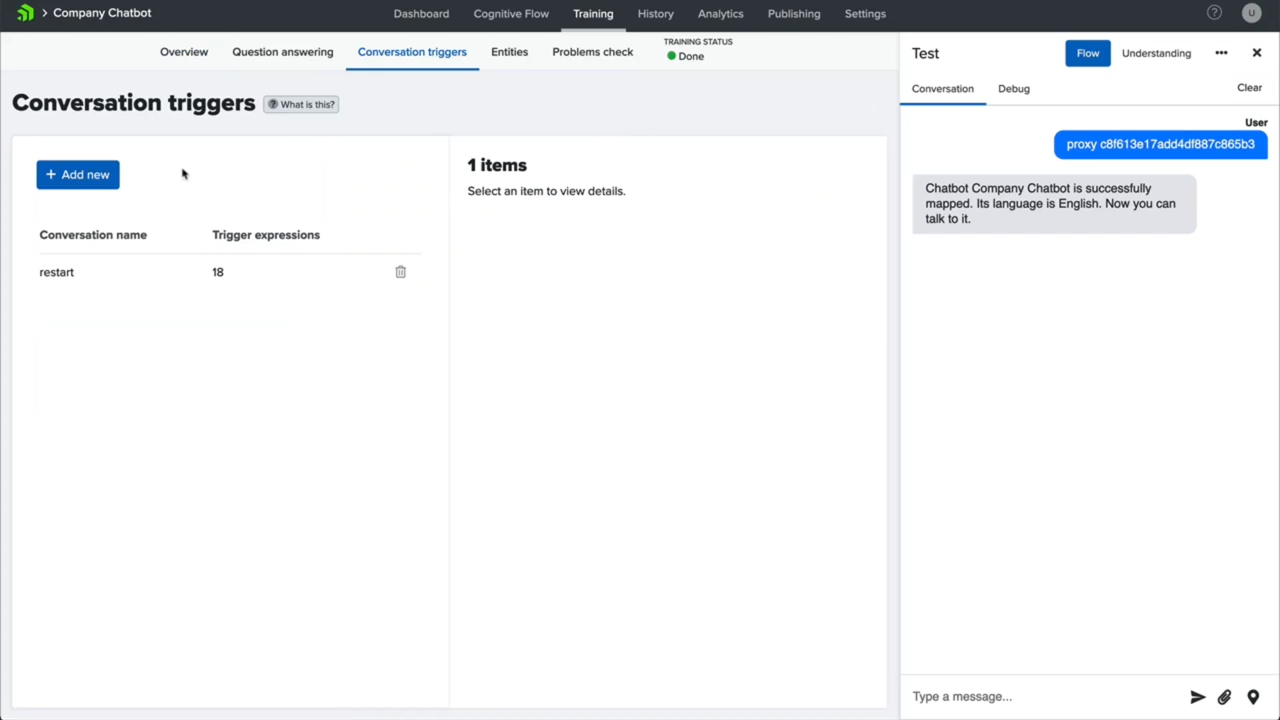 Company Chatbot
Dashboard
Cognitive Flow
Training
History
Analytics
Publishing
Settings
?
U
Overview
Question answering
Conversation triggers
Entities
Problems check
TRAINING STATUS
Done
Conversation triggers
? What is this?
+ Add new
Conversation name
Trigger expressions
restart
18
1 items
Select an item to view details.
Test
Flow
Understanding
Conversation
Debug
Clear
User
proxy c8f613e17add4df887c865b3
Chatbot Company Chatbot is successfully
mapped. Its language is English. Now you can
talk to it.
Type a message...